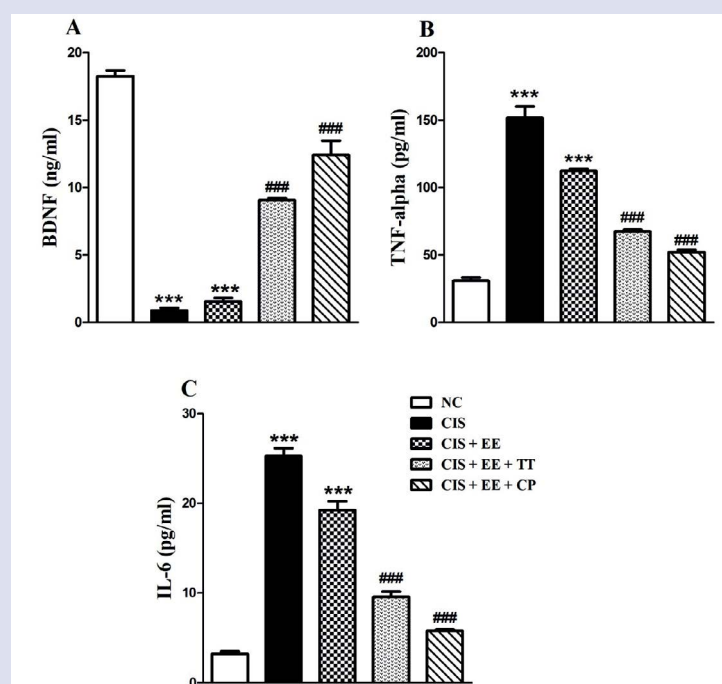 A
BDNF (ng/ml)
20
15
10
5
0
***
***
###
###
B
TNF-alpha (pg/ml)
200
150
100
50
0
***
***
###
###
C
IL-6 (pg/ml)
30
20
10
0
***
***
###
###
NC
CIS
CIS + EE
CIS + EE + TT
CIS + EE + CP